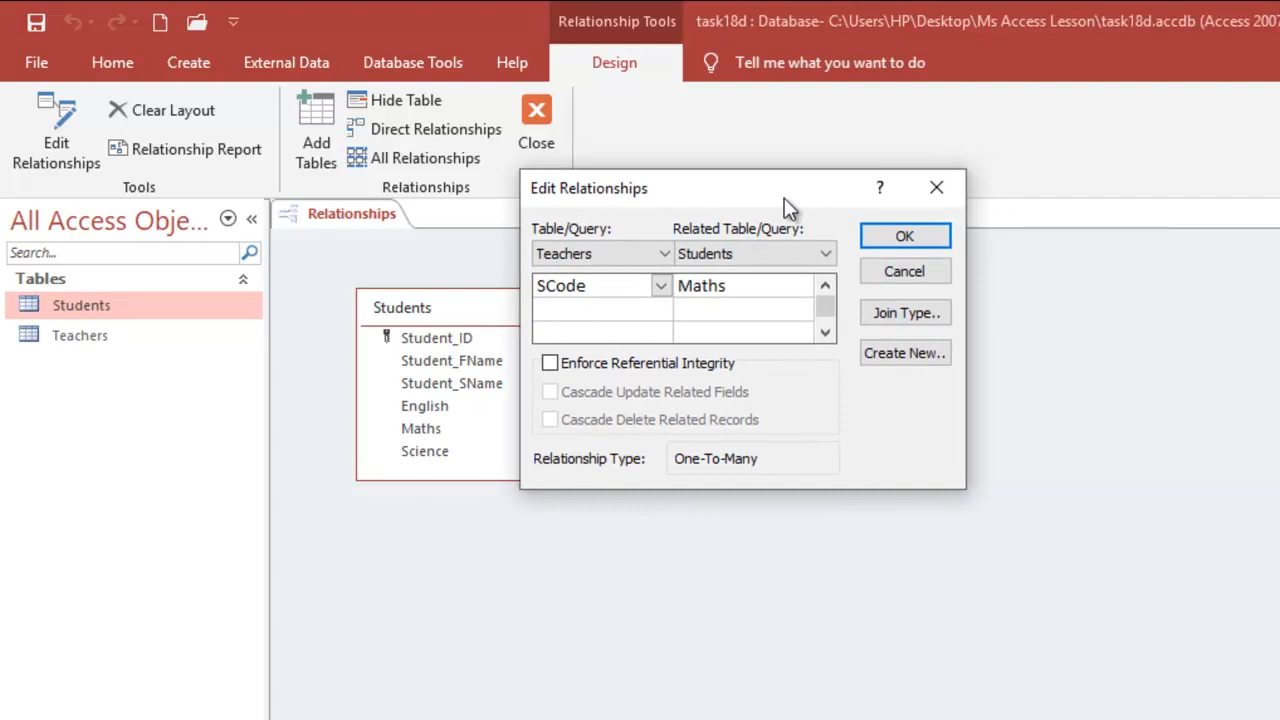 Relationship Tools
task18d : Database- C:\Users\HP\Desktop\Ms Access Lesson\task18d.accdb (Access 2007
File
Home
Create
External Data
Database Tools
Help
Design
Tell me what you want to do
Edit
Relationships
Clear Layout
Relationship Report
Tools
Add
Tables
Hide Table
Direct Relationships
All Relationships
Relationships
Close
All Access Obje...
Search...
Tables
Students
Teachers
Relationships
Students
Student_ID
Student_FName
Student_SName
English
Maths
Science
Edit Relationships
?
Table/Query:
Related Table/Query:
Teachers
Students
SCode
Maths
Enforce Referential Integrity
Cascade Update Related Fields
Cascade Delete Related Records
Relationship Type:
One-To-Many
OK
Cancel
Join Type..
Create New..